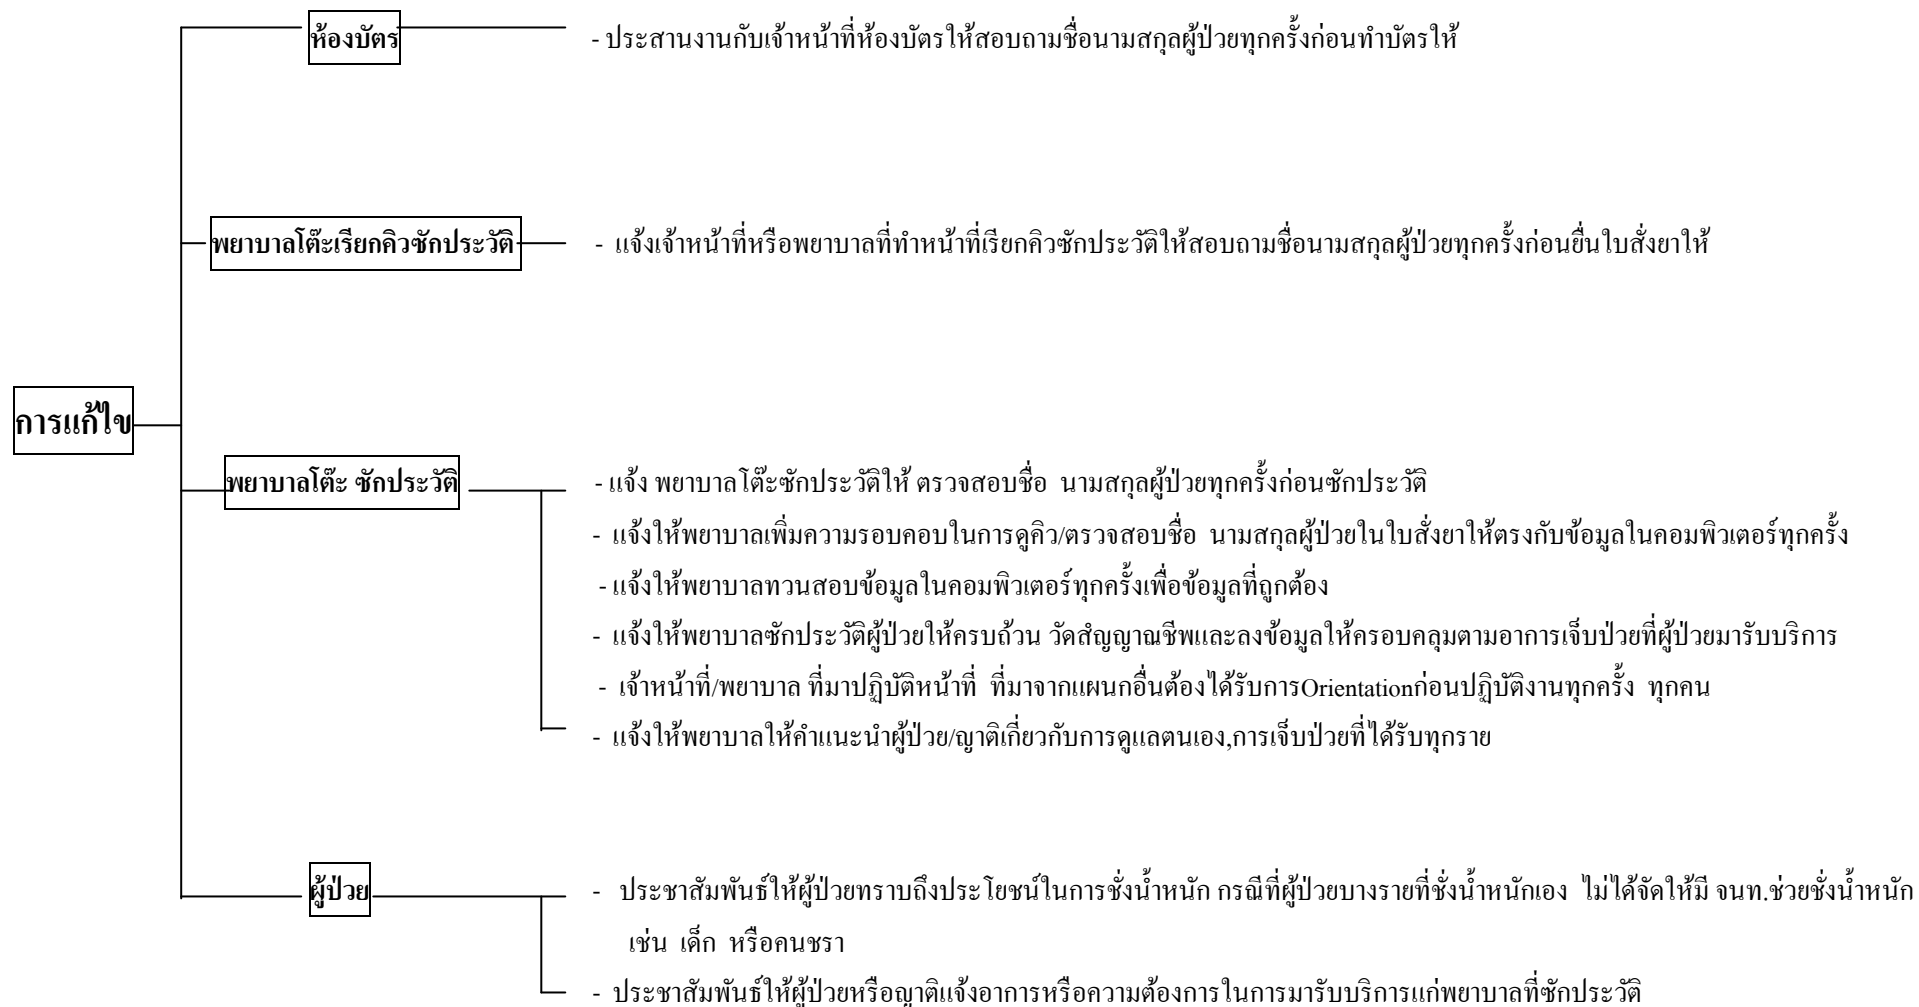 ห้องบัตร
- ประสานงานกับเจ้าหน้าที่ห้องบัตรให้สอบถามชื่อนามสกุลผู้ป่วยทุกครั้งก่อนทำบัตรให้
พยาบาลโต๊ะเรียกคิวซักประวัติ
- แจ้งเจ้าหน้าที่หรือพยาบาลที่ทำหน้าที่เรียกคิวซักประวัติให้สอบถามชื่อนามสกุลผู้ป่วยทุกครั้งก่อนยื่นใบสั่งยาให้
การแก้ไข
พยาบาลโต๊ะ ซักประวัติ
- แจ้ง พยาบาลโต๊ะซักประวัติให้ ตรวจสอบชื่อ นามสกุลผู้ป่วยทุกครั้งก่อนซักประวัติ
- แจ้งให้พยาบาลเพิ่มความรอบคอบในการดูคิว/ตรวจสอบชื่อ นามสกุลผู้ป่วยในใบสั่งยาให้ตรงกับข้อมูลในคอมพิวเตอร์ทุกครั้ง
- แจ้งให้พยาบาลทวนสอบข้อมูลในคอมพิวเตอร์ทุกครั้งเพื่อข้อมูลที่ถูกต้อง
- แจ้งให้พยาบาลซักประวัติผู้ป่วยให้ครบถ้วน วัดสัญญาณชีพและลงข้อมูลให้ครอบคลุมตามอาการเจ็บป่วยที่ผู้ป่วยมารับบริการ
- เจ้าหน้าที่/พยาบาล ที่มาปฏิบัติหน้าที่ ที่มาจากแผนกอื่นต้องได้รับการOrientationก่อนปฏิบัติงานทุกครั้ง ทุกคน
- แจ้งให้พยาบาลให้คำแนะนำผู้ป่วย/ญาติเกี่ยวกับการดูแลตนเอง,การเจ็บป่วยที่ได้รับทุกราย
ผู้ป่วย
- ประชาสัมพันธ์ให้ผู้ป่วยทราบถึงประโยชน์ในการชั่งน้ำหนัก กรณีที่ผู้ป่วยบางรายที่ชั่งน้ำหนักเอง ไม่ได้จัดให้มี จนท.ช่วยชั่งน้ำหนัก
เช่น เด็ก หรือคนชรา
- ประชาสัมพันธ์ให้ผู้ป่วยหรือญาติแจ้งอาการหรือความต้องการในการมารับบริการแก่พยาบาลที่ซักประวัติ